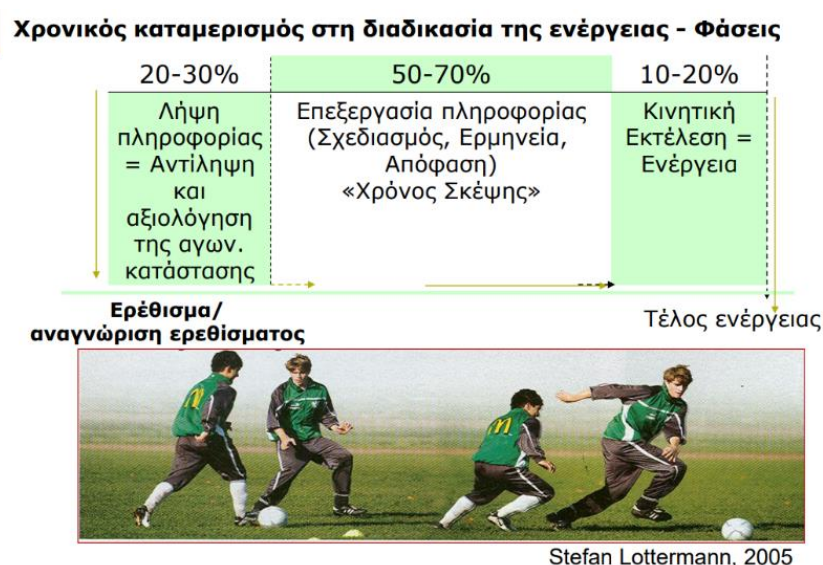 Χρονικός καταμερισμός στη διαδικασία της ενέργειας - Φάσεις
20-30%
50-70%
10-20%
Λήψη
πληροφορίας
= Αντίληψη
και
αξιολόγηση
της αγων.
κατάστασης
Επεξεργασία πληροφορίας
(Σχεδιασμός, Ερμηνεία,
Απόφαση)
«Χρόνος Σκέψης»
Κινητική
Εκτέλεση =
Ενέργεια
Ερέθισμα/
αναγνώριση ερεθίσματος
Τέλος ενέργειας
Stefan Lottermann, 2005